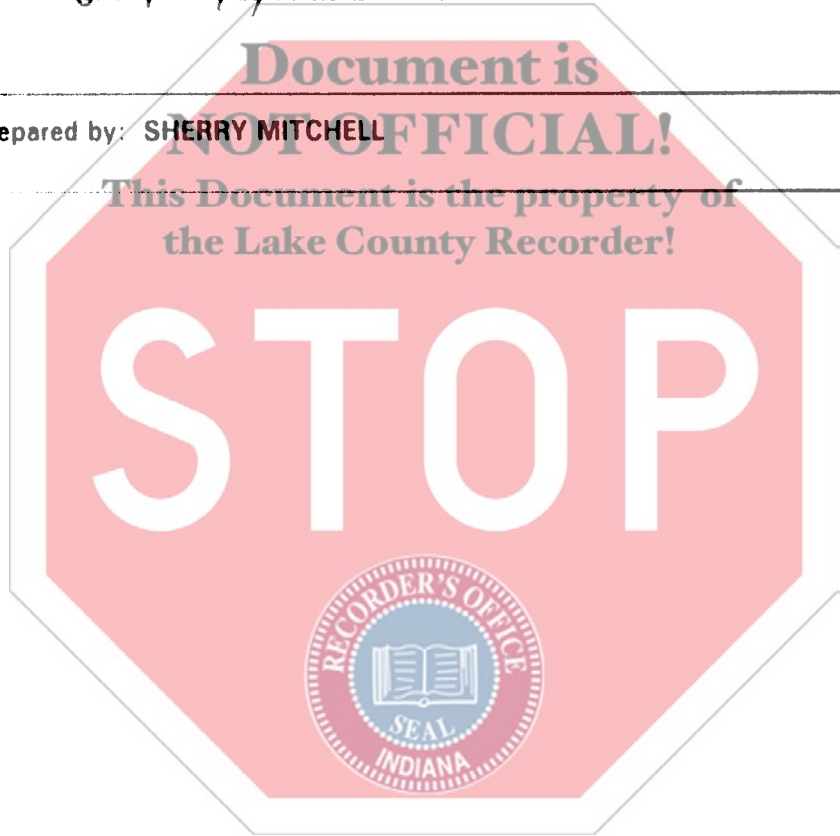 Document is
NOT OFFICIAL!
epared by: SHERRY MITCHELL
This Document is the property of
the Lake County Recorder!
STOP
RECORDER'S OFFICE
SEAL
INDIANA